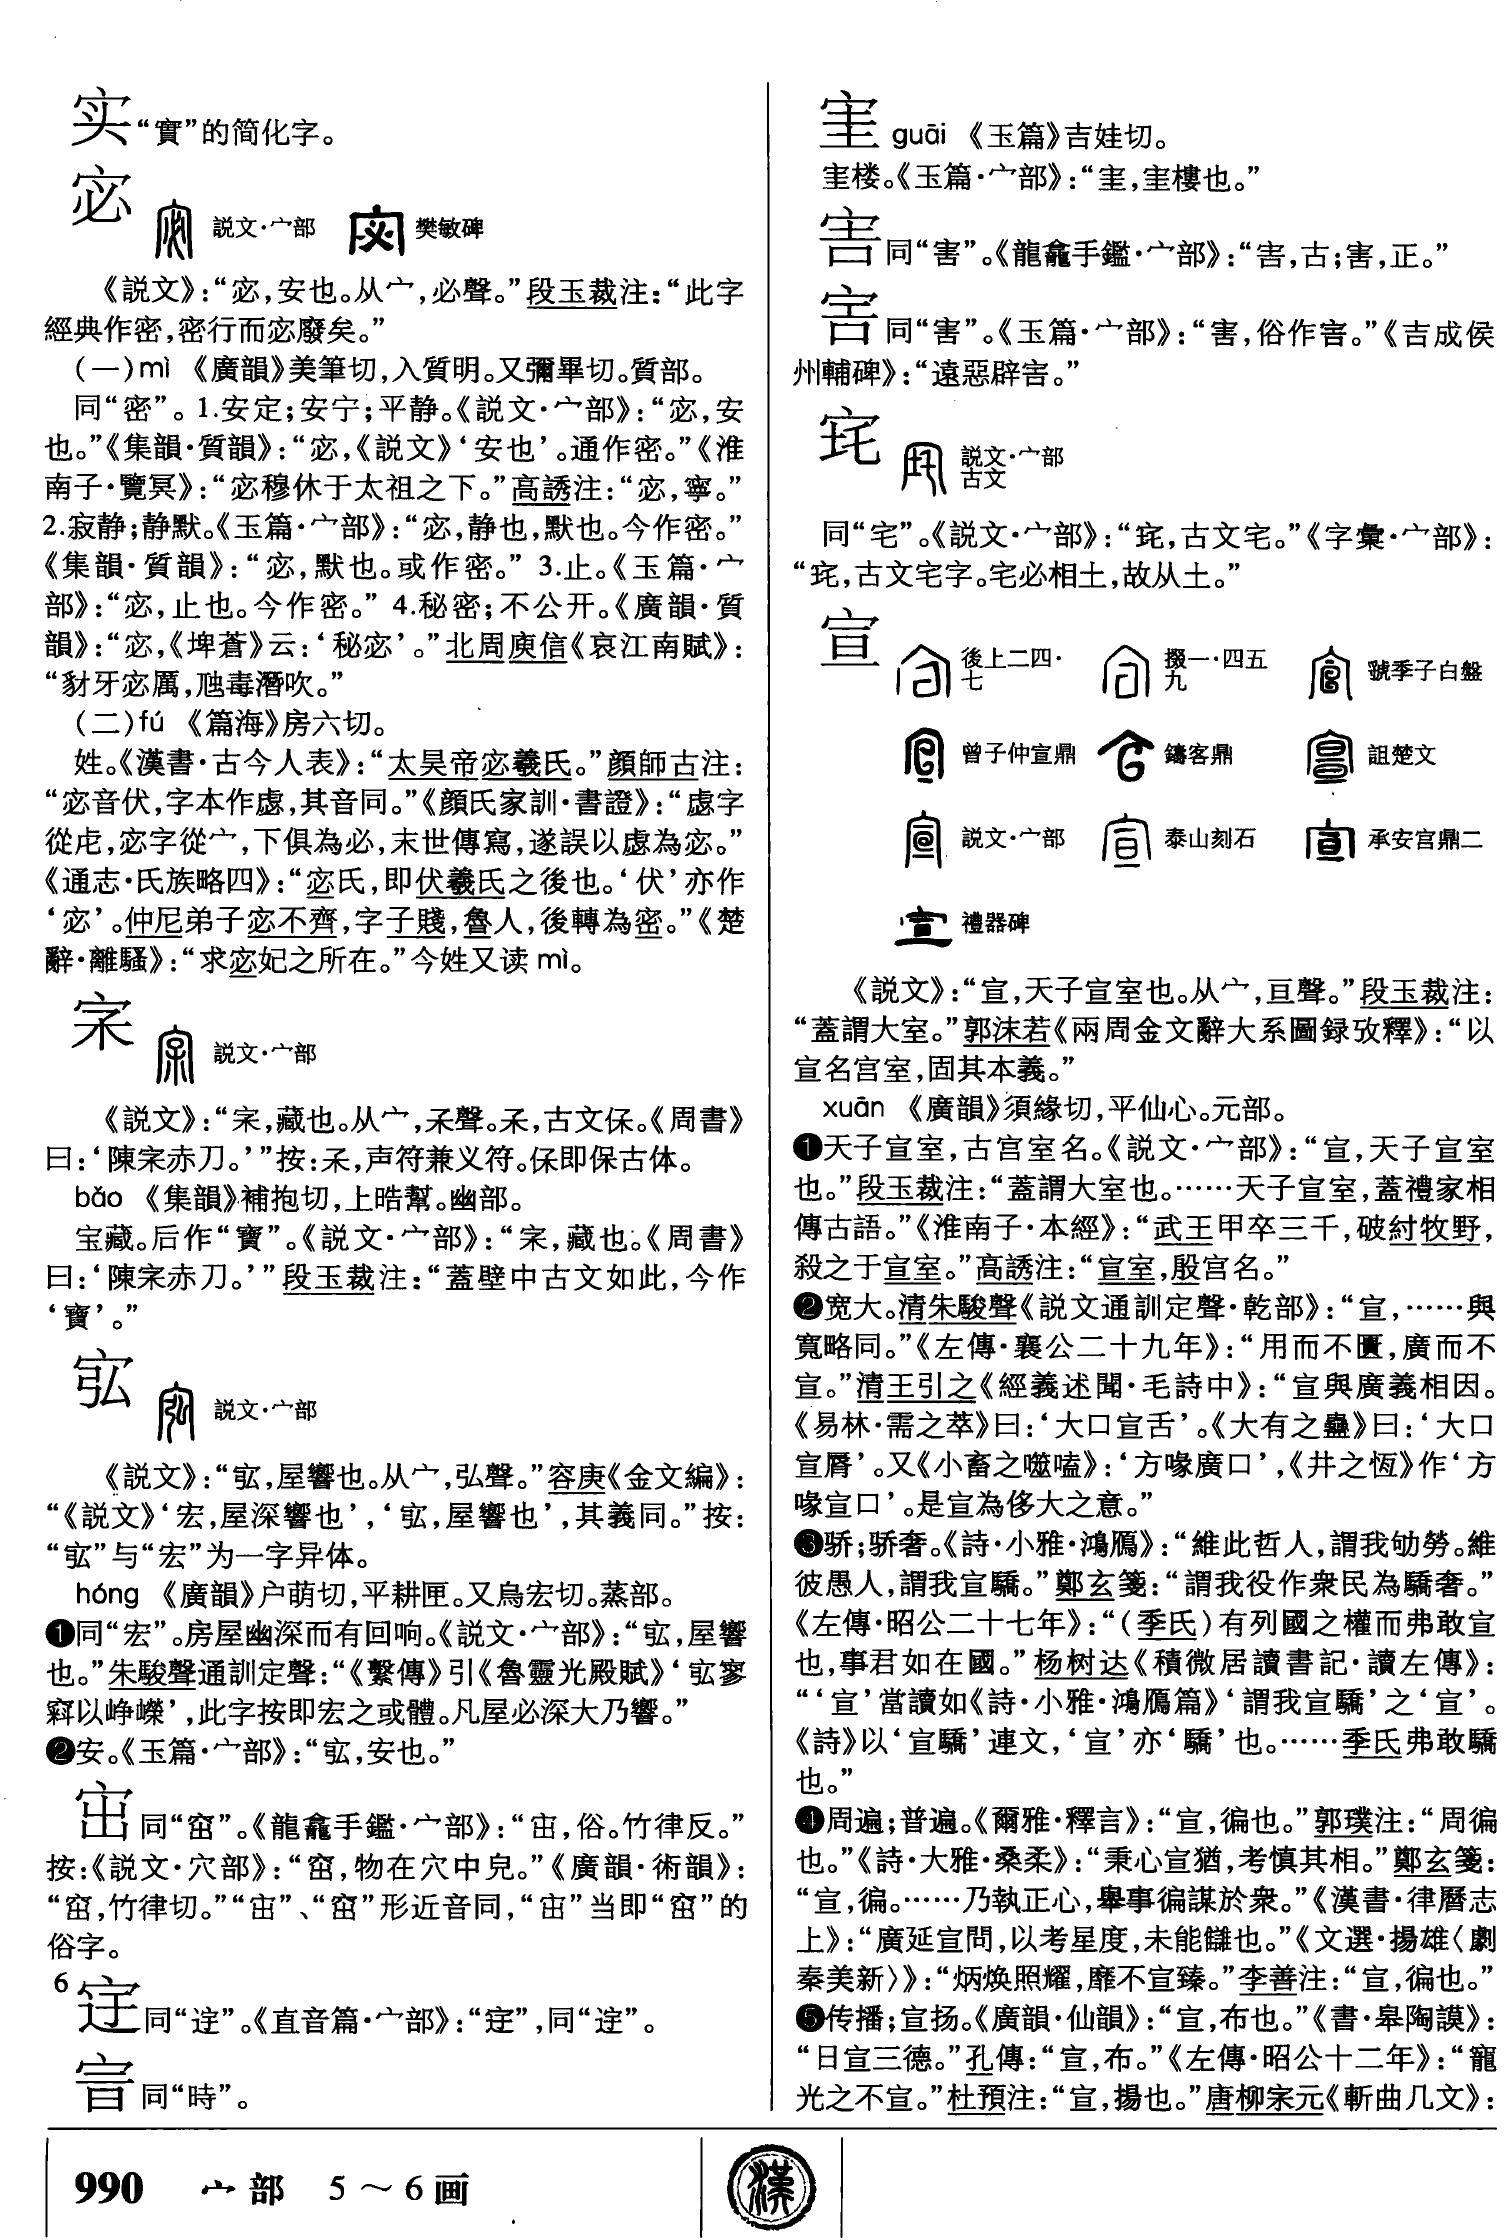 实“實”的简化字。
宓 説文·宀部 樊敏碑
《説文》：“宓，安也。从宀，必聲。”段玉裁注：“此字
經典作密，密行而宓廢矣。”
（一）mì 《廣韻》美筆切，入質明。又彌畢切。質部。
同“密”。1.安定；安宁；平静。《説文·宀部》：“宓，安
也。”《集韻·質韻》：“宓，《説文》‘安也’。通作密。”《淮
南子·覽冥》：“宓穆休于太祖之下。”高誘注：“宓，寧。”
2.寂静；静默。《玉篇·宀部》：“宓，静也，默也。今作密。”
《集韻·質韻》：“宓，默也。或作密。” 3.止。《玉篇·宀
部》：“宓，止也。今作密。” 4.秘密；不公开。《廣韻·質
韻》：“宓，《埤蒼》云：‘秘宓’。”北周庾信《哀江南賦》：
“豺牙宓厲，虺毒潛吹。”
（二）fú 《篇海》房六切。
姓。《漢書·古今人表》：“太昊帝宓羲氏。”顔師古注：
“宓音伏，字本作虙，其音同。”《顔氏家訓·書證》：“虙字
從虍，宓字從宀，下俱為必，末世傳寫，遂誤以虙為宓。”
《通志·氏族略四》：“宓氏，即伏羲氏之後也。‘伏’亦作
‘宓’。仲尼弟子宓不齊，字子賤，魯人，後轉為密。”《楚
辭·離騷》：“求宓妃之所在。”今姓又读 mì。
宲 説文·宀部
《説文》：“宲，藏也。从宀，𣎼聲。𣎼，古文保。《周書》
曰：‘陳宲赤刀。’”按：𣎼，声符兼义符。保即保古体。
bǎo 《集韻》補抱切，上晧幫。幽部。
宝藏。后作“寶”。《説文·宀部》：“宲，藏也。《周書》
曰：‘陳宲赤刀。’”段玉裁注：“蓋壁中古文如此，今作
‘寶’。”
宖 説文·宀部
《説文》：“宖，屋響也。从宀，弘聲。”容庚《金文編》：
“《説文》‘宏，屋深響也’，‘宖，屋響也’，其義同。”按：
“宖”与“宏”为一字异体。
hóng 《廣韻》户萌切，平耕匣。又烏宏切。蒸部。
❶同“宏”。房屋幽深而有回响。《説文·宀部》：“宖，屋響
也。”朱駿聲通訓定聲：“《繫傳》引《魯靈光殿賦》‘宖寥
窲以崢嶸’，此字按即宏之或體。凡屋必深大乃響。”
❷安。《玉篇·宀部》：“宖，安也。”
宙同“窋”。《龍龕手鑑·宀部》：“𡧑，俗。竹律反。”
按：《説文·穴部》：“窋，物在穴中皃。”《廣韻·術韻》：
“窋，竹律切。”“𡧑”、“窋”形近音同，“𡧑”当即“窋”的
俗字。
6
同“𨒌”。《直音篇·宀部》：
同“時”。
guāi 《玉篇》吉娃切。
𡧩楼。《玉篇·宀部》：“𡧩，𡧩樓也。”
同“害”。《龍龕手鑑·宀部》：“𡧱，古；害，正。”
同“害”。《玉篇·宀部》：“害，俗作𡧱。”《吉成侯
州輔碑》：“遠惡辟𡧱。”
㡯 説文·宀部
古文
同“宅”。《説文·宀部》：“㡯，古文宅。”《字彙·宀部》：
“㡯，古文宅字。宅必相土，故从土。”
宣 後上二四·七 掇一·四五九 虢季子白盤
曾子仲宣鼎 鑄客鼎 詛楚文
説文·宀部 泰山刻石 承安宫鼎二
禮器碑
《説文》：“宣，天子宣室也。从宀，亘聲。”段玉裁注：
“蓋謂大室。”郭沫若《兩周金文辭大系圖録攷釋》：“以
宣名宫室，固其本義。”
xuān 《廣韻》須緣切，平仙心。元部。
❶天子宣室，古宫室名。《説文·宀部》：“宣，天子宣室
也。”段玉裁注：“蓋謂大室也。……天子宣室，蓋禮家相
傳古語。”《淮南子·本經》：“武王甲卒三千，破紂牧野，
殺之于宣室。”高誘注：“宣室，殷宫名。”
❷宽大。清朱駿聲《説文通訓定聲·乾部》：“宣，……與
寬略同。”《左傳·襄公二十九年》：“用而不匱，廣而不
宣。”清王引之《經義述聞·毛詩中》：“宣與廣義相因。
《易林·需之萃》曰：‘大口宣舌’。《大有之蠱》曰：‘大口
宣脣’。又《小畜之噬嗑》：‘方喙廣口’，《井之恆》作‘方
喙宣口’。是宣為侈大之意。”
❸骄；骄奢。《詩·小雅·鴻鴈》：“維此哲人，謂我劬勞。維
彼愚人，謂我宣驕。”鄭玄箋：“謂我役作衆民為驕奢。”
《左傳·昭公二十七年》：“（季氏）有列國之權而弗敢宣
也，事君如在國。”杨树达《積微居讀書記·讀左傳》：
“‘宣’當讀如《詩·小雅·鴻鴈篇》‘謂我宣驕’之‘宣’。
《詩》以‘宣驕’連文，‘宣’亦‘驕’也。……季氏弗敢驕
也。”
❹周遍；普遍。《爾雅·釋言》：“宣，徧也。”郭璞注：“周徧
也。”《詩·大雅·桑柔》：“秉心宣猶，考慎其相。”鄭玄箋：
“宣，徧。……乃執正心，舉事徧謀於衆。”《漢書·律曆志
上》：“廣延宣問，以考星度，未能讎也。”《文選·揚雄〈劇
秦美新〉》：“炳焕照耀，靡不宣臻。”李善注：“宣，徧也。”
❺传播；宣扬。《廣韻·仙韻》：“宣，布也。”《書·皋陶謨》：
“日宣三德。”孔傳：“宣，布。”《左傳·昭公十二年》：“寵
光之不宣。”杜預注：“宣，揚也。”唐柳宗元《斬曲几文》：
990 宀部 5～6画
漢